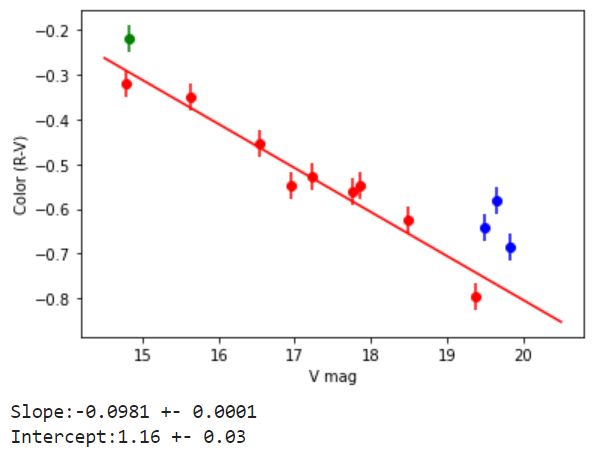 −0.2
−0.3
−0.4
−0.5
−0.6
−0.7
−0.8
Color (R-V)
15 16 17 18 19 20
V mag
Slope:-0.0981 +- 0.0001
Intercept:1.16 +- 0.03